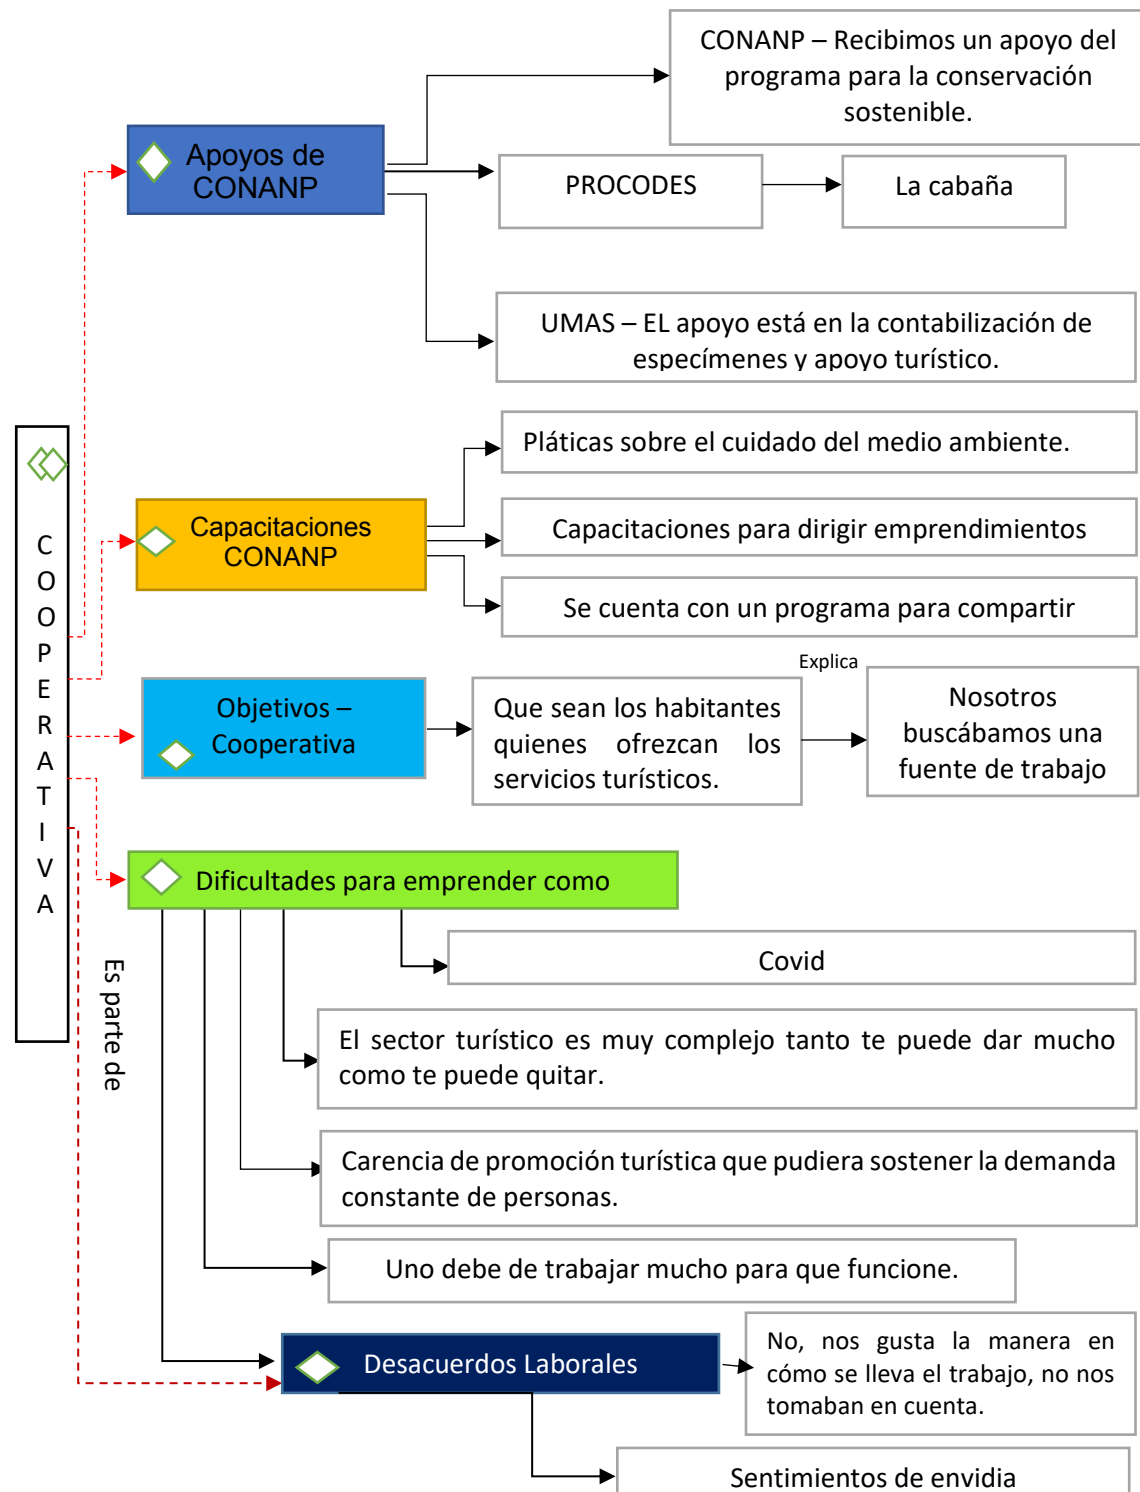 CONANP – Recibimos un apoyo del
programa para la conservación
sostenible.
Apoyos de
CONANP
PROCODES
La cabaña
UMAS – EL apoyo está en la contabilización de
especímenes y apoyo turístico.
COOPERATIVA
Pláticas sobre el cuidado del medio ambiente.
Capacitaciones
CONANP
Capacitaciones para dirigir emprendimientos
Se cuenta con un programa para compartir
Objetivos –
Cooperativa
Que sean los habitantes
quienes ofrezcan los
servicios turísticos.
Explica
Nosotros
buscábamos una
fuente de trabajo
Dificultades para emprender como
Es parte de
Covid
El sector turístico es muy complejo tanto te puede dar mucho
como te puede quitar.
Carencia de promoción turística que pudiera sostener la demanda
constante de personas.
Uno debe de trabajar mucho para que funcione.
Desacuerdos Laborales
No, nos gusta la manera en
cómo se lleva el trabajo, no nos
tomaban en cuenta.
Sentimientos de envidia